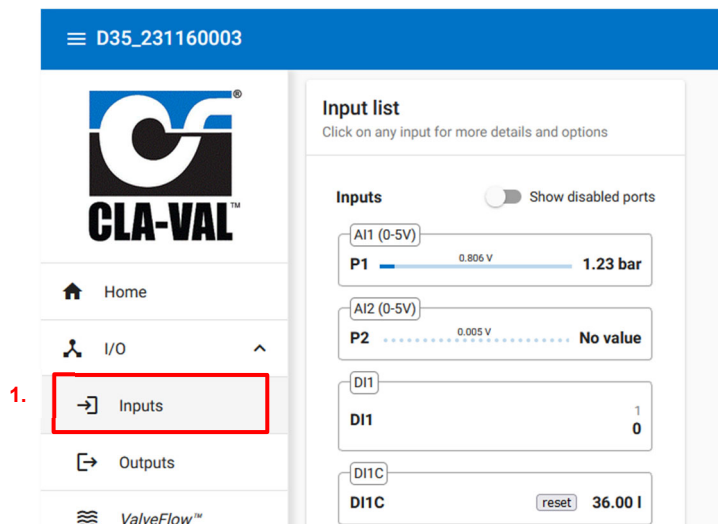 D35_231160003
®
CLA-VAL™
Home
I/O
1.
Inputs
Outputs
ValveFlow™
Input list
Click on any input for more details and options
Inputs
Show disabled ports
AI1 (0-5V)
P1
0.806 V
1.23 bar
AI2 (0-5V)
P2
0.005 V
No value
DI1
DI1
1
0
DI1C
DI1C
reset
36.00 l